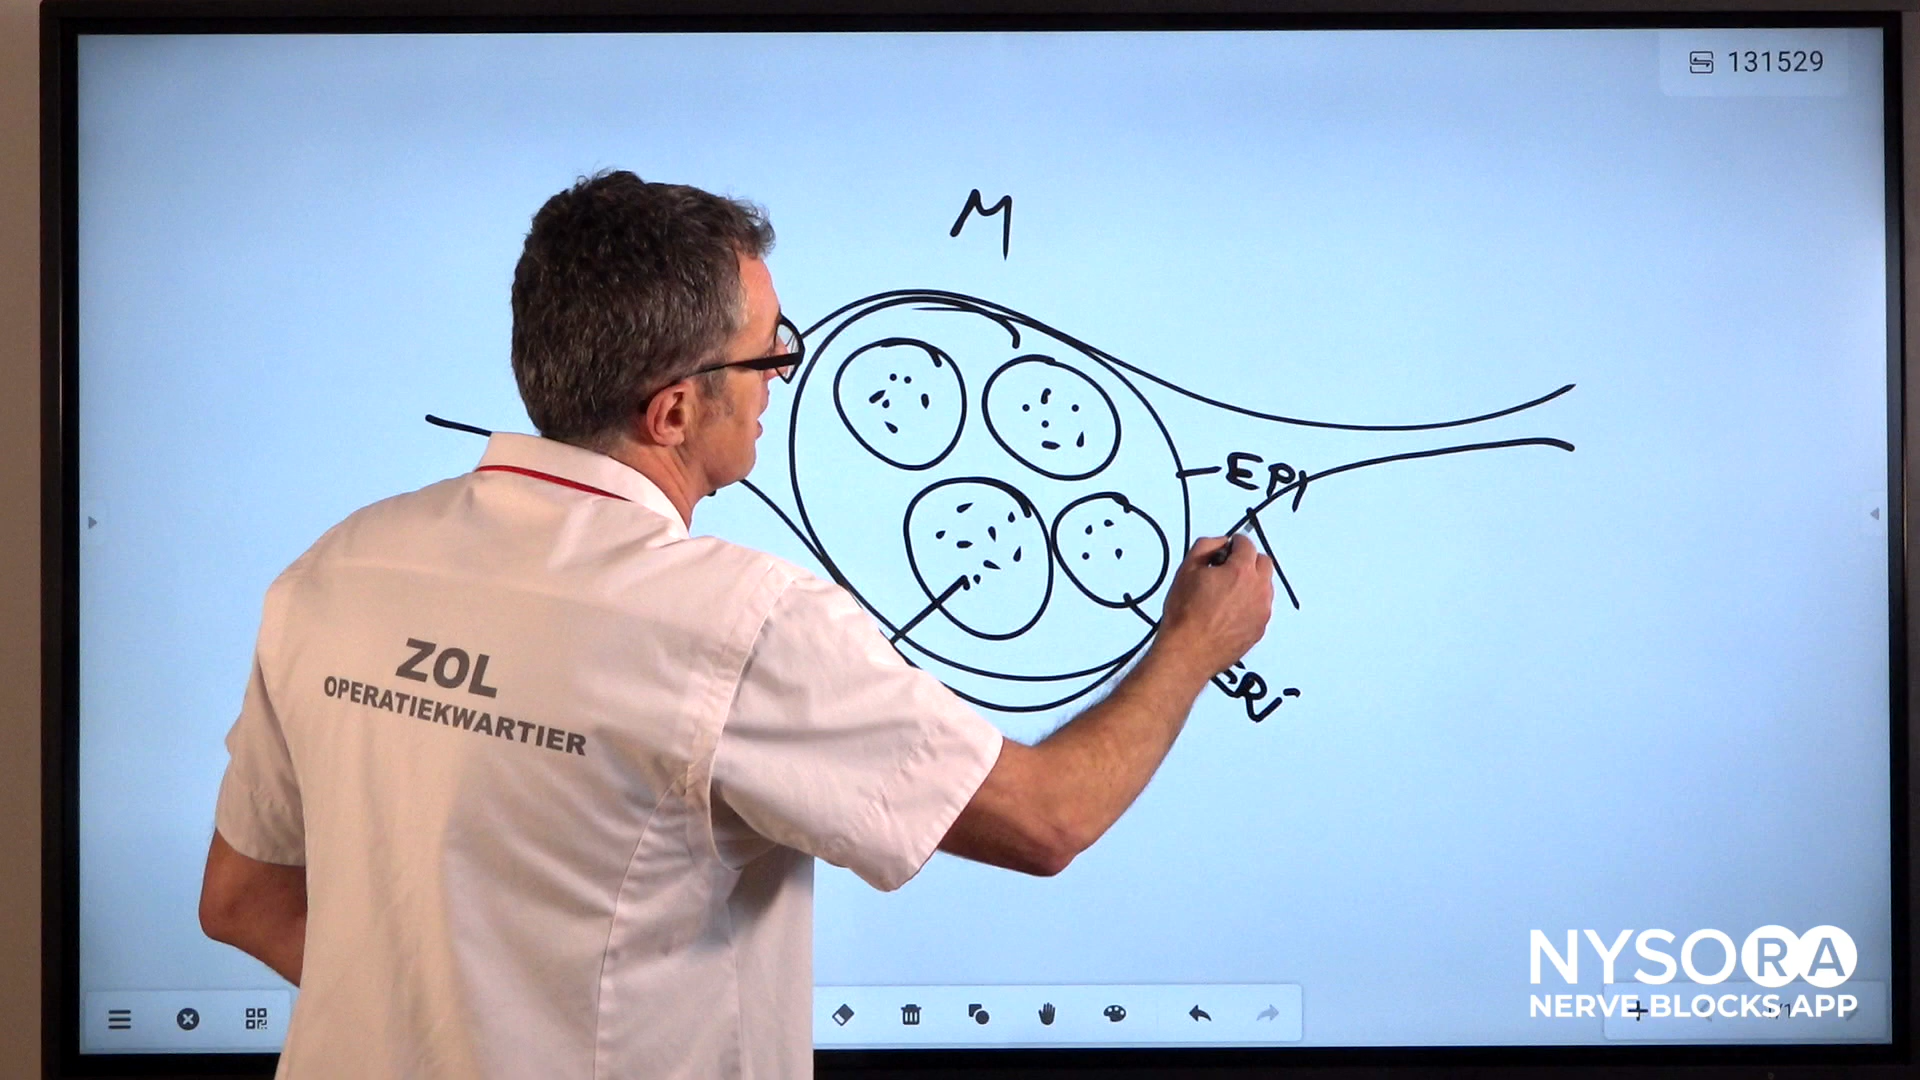 131529
M
EPI
ZOL
OPERATIEKWARTIER
NYSORA
NERVE BLOCKS APP